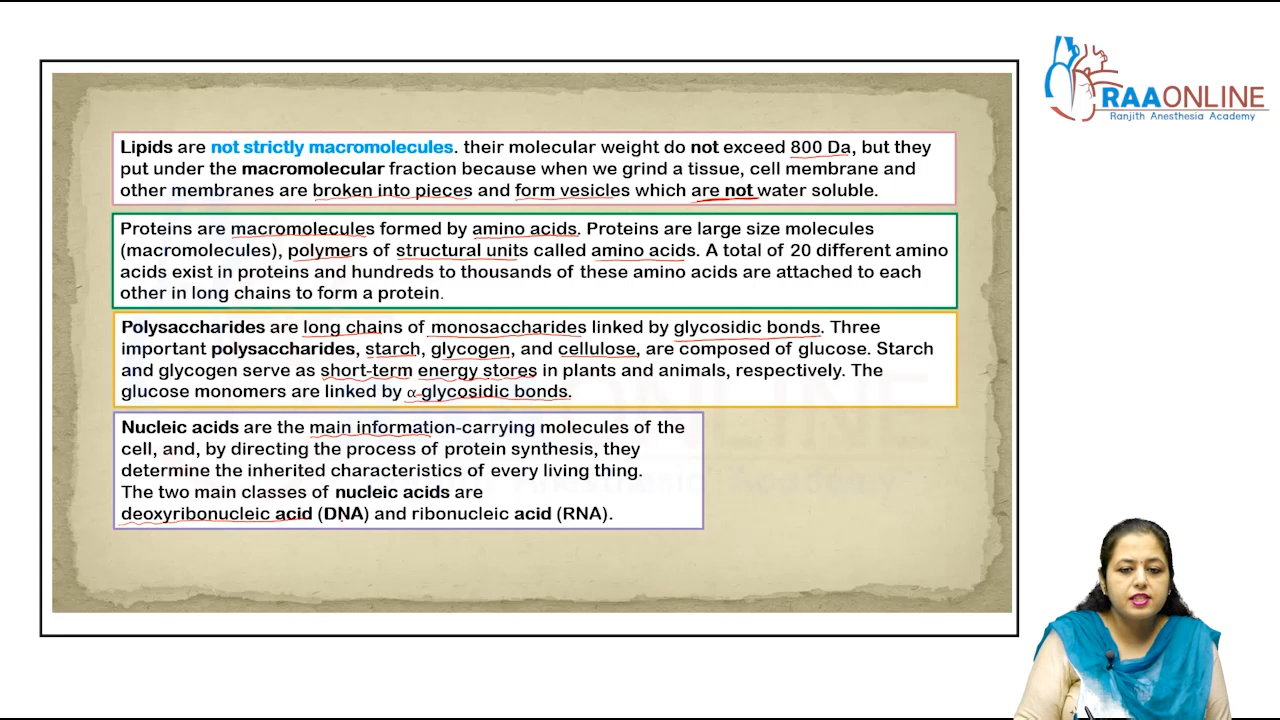 RAAONLINE
Ranjith Anesthesia Academy
Lipids are not strictly macromolecules. their molecular weight do not exceed 800 Da, but they
put under the macromolecular fraction because when we grind a tissue, cell membrane and
other membranes are broken into pieces and form vesicles which are not water soluble.
Proteins are macromolecules formed by amino acids. Proteins are large size molecules
(macromolecules), polymers of structural units called amino acids. A total of 20 different amino
acids exist in proteins and hundreds to thousands of these amino acids are attached to each
other in long chains to form a protein.
Polysaccharides are long chains of monosaccharides linked by glycosidic bonds. Three
important polysaccharides, starch, glycogen, and cellulose, are composed of glucose. Starch
and glycogen serve as short-term energy stores in plants and animals, respectively. The
glucose monomers are linked by α glycosidic bonds.
Nucleic acids are the main information-carrying molecules of the
cell, and, by directing the process of protein synthesis, they
determine the inherited characteristics of every living thing.
The two main classes of nucleic acids are
deoxyribonucleic acid (DNA) and ribonucleic acid (RNA).